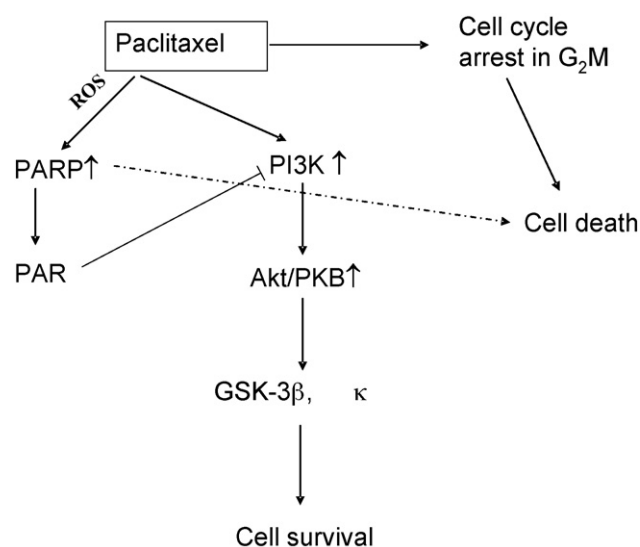 Paclitaxel
Cell cycle
arrest in G₂M
ROS
PARP↑
PI3K ↑
Cell death
PAR
Akt/PKB↑
GSK-3β, κ
Cell survival